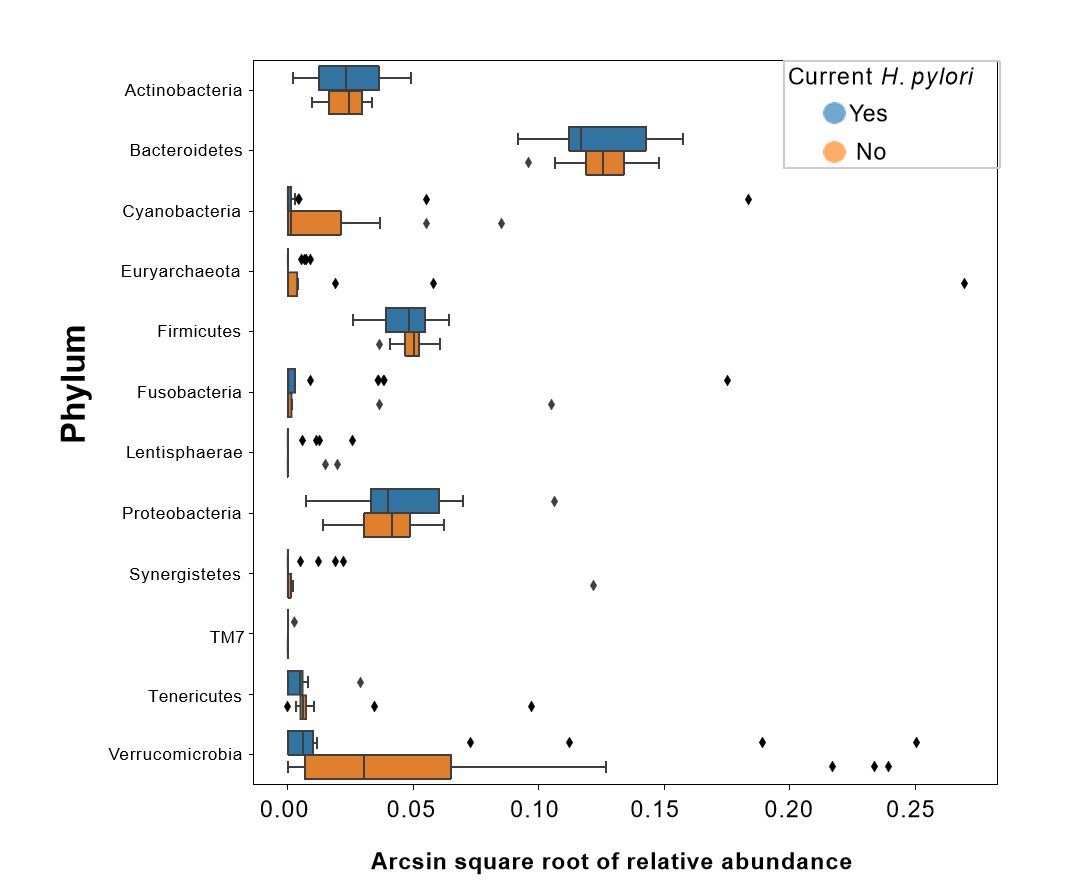 Current H. pylori
Yes
No
Actinobacteria
Bacteroidetes
Cyanobacteria
Euryarchaeota
Firmicutes
Fusobacteria
Lentisphaerae
Proteobacteria
Synergistetes
TM7
Tenericutes
Verrucomicrobia
Phylum
0.00 0.05 0.10 0.15 0.20 0.25
Arcsin square root of relative abundance